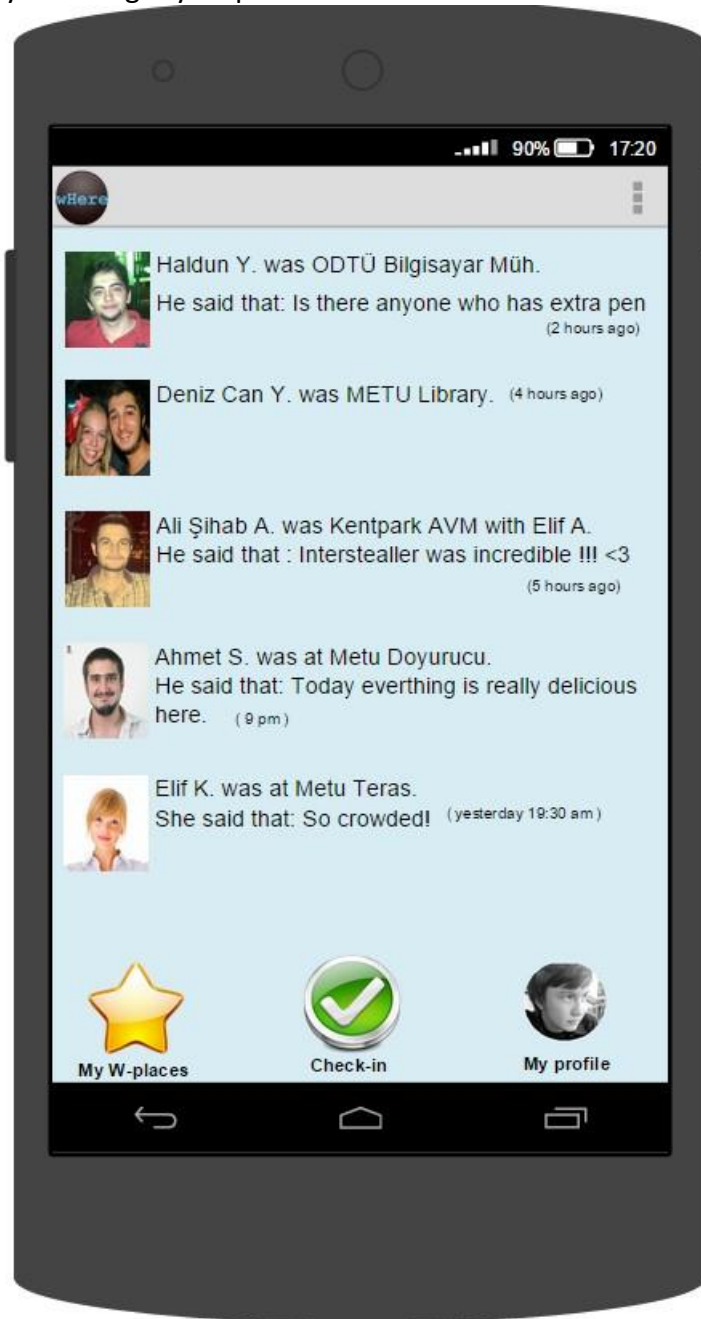 90% 17:20
wHere
Haldun Y. was ODTÜ Bilgisayar Müh.
He said that: Is there anyone who has extra pen
(2 hours ago)
Deniz Can Y. was METU Library. (4 hours ago)
Ali Şihab A. was Kentpark AVM with Elif A.
He said that : Interstealler was incredible !!! <3
(5 hours ago)
Ahmet S. was at Metu Doyurucu.
He said that: Today everthing is really delicious
here. ( 9 pm )
Elif K. was at Metu Teras.
She said that: So crowded! ( yesterday 19:30 am )
My W-places Check-in My profile